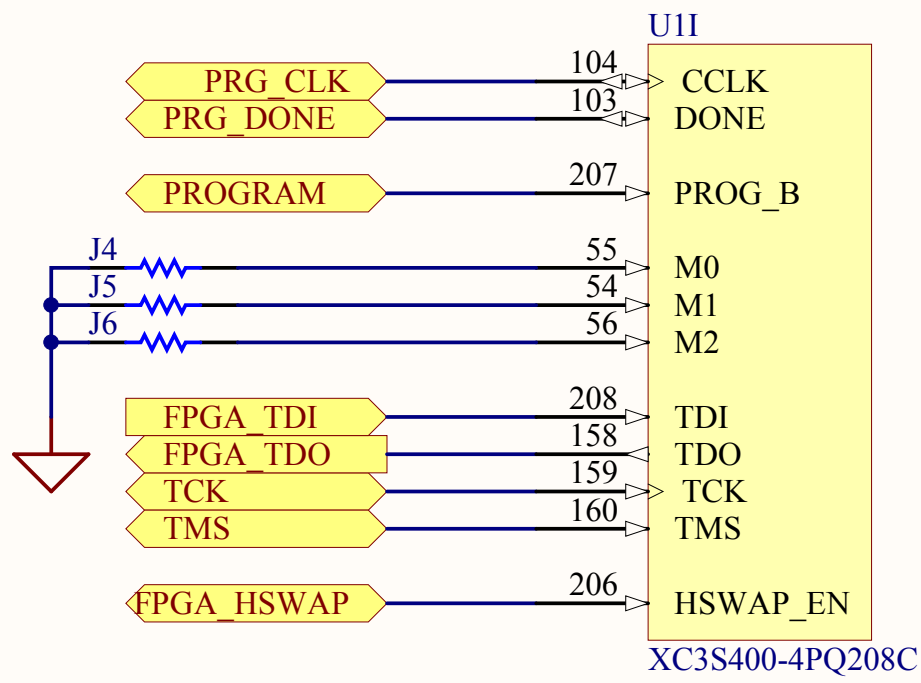 U1I
PRG_CLK 104 CCLK
PRG_DONE 103 DONE
PROGRAM 207 PROG_B
J4 55 M0
J5 54 M1
J6 56 M2
FPGA_TDI 208 TDI
FPGA_TDO 158 TDO
TCK 159 TCK
TMS 160 TMS
FPGA_HSWAP 206 HSWAP_EN
XC3S400-4PQ208C